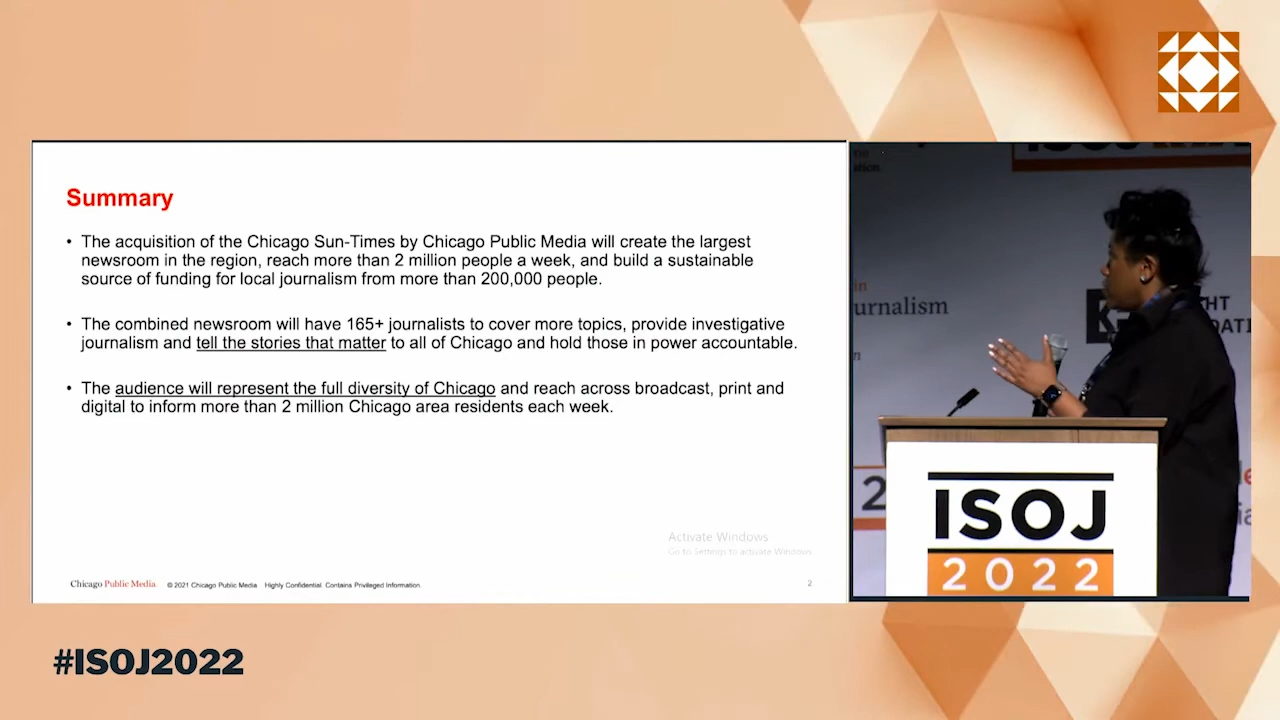 Summary
• The acquisition of the Chicago Sun-Times by Chicago Public Media will create the largest
newsroom in the region, reach more than 2 million people a week, and build a sustainable
source of funding for local journalism from more than 200,000 people.
• The combined newsroom will have 165+ journalists to cover more topics, provide investigative
journalism and tell the stories that matter to all of Chicago and hold those in power accountable.
• The audience will represent the full diversity of Chicago and reach across broadcast, print and
digital to inform more than 2 million Chicago area residents each week.
Activate Windows
Go to Settings to activate Windows.
Chicago Public Media © 2021 Chicago Public Media Highly Confidential. Contains Privileged Information
2
in
urnalism
ISOJ
2022
#ISOJ2022